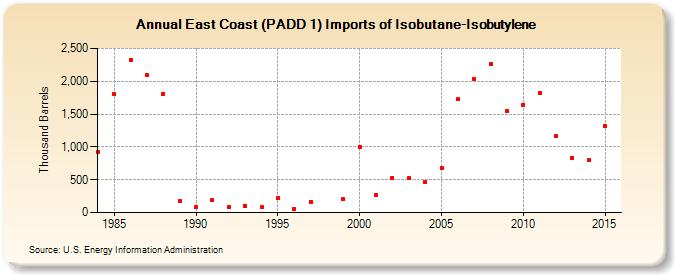 Annual East Coast (PADD 1) Imports of Isobutane-Isobutylene
Thousand Barrels
2,500
2,000
1,500
1,000
500
0
1985 1990 1995 2000 2005 2010 2015
Source: U.S. Energy Information Administration